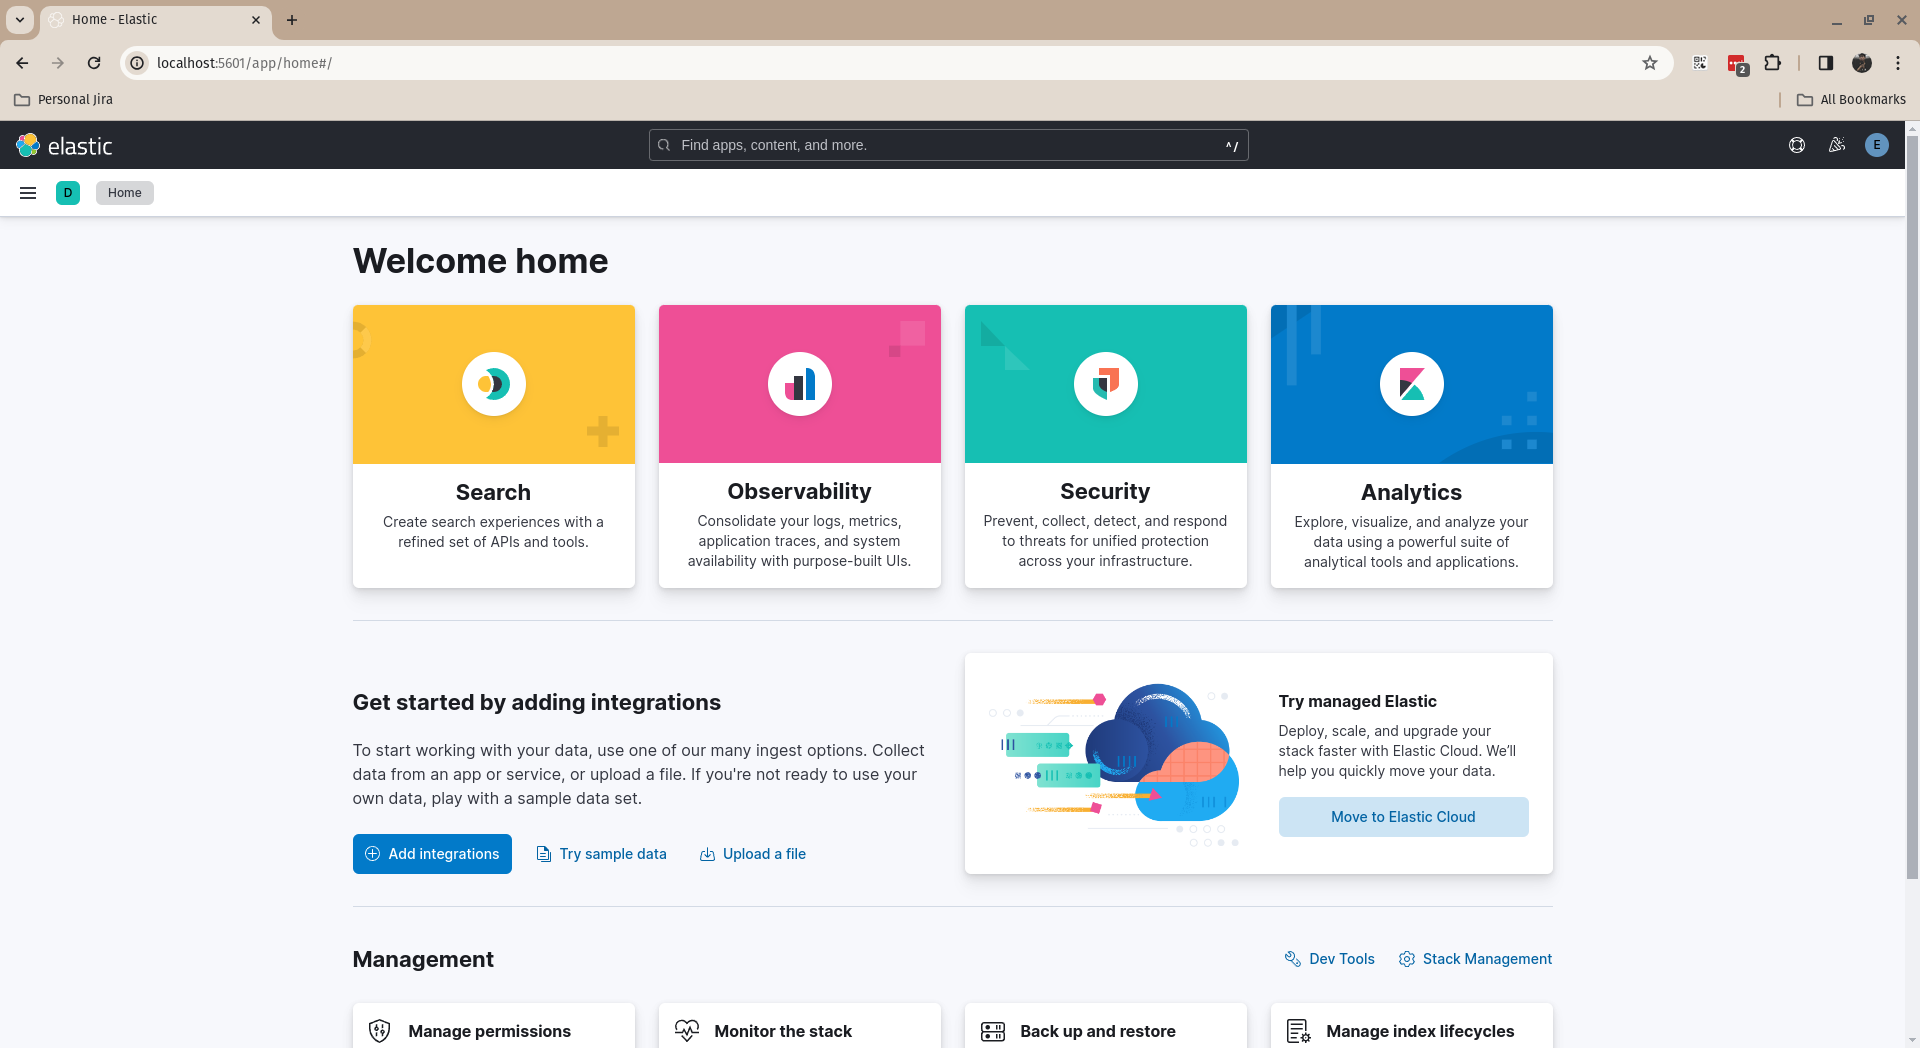 Home - Elastic
localhost:5601/app/home#/
2
Personal Jira
All Bookmarks
elastic
Find apps, content, and more.
^/
E
D
Home
Welcome home
Search
Create search experiences with a
refined set of APIs and tools.
Observability
Consolidate your logs, metrics,
application traces, and system
availability with purpose-built UIs.
Security
Prevent, collect, detect, and respond
to threats for unified protection
across your infrastructure.
Analytics
Explore, visualize, and analyze your
data using a powerful suite of
analytical tools and applications.
Get started by adding integrations
To start working with your data, use one of our many ingest options. Collect
data from an app or service, or upload a file. If you're not ready to use your
own data, play with a sample data set.
Add integrations
Try sample data
Upload a file
Try managed Elastic
Deploy, scale, and upgrade your
stack faster with Elastic Cloud. We’ll
help you quickly move your data.
Move to Elastic Cloud
Management
Dev Tools
Stack Management
Manage permissions
Monitor the stack
Back up and restore
Manage index lifecycles